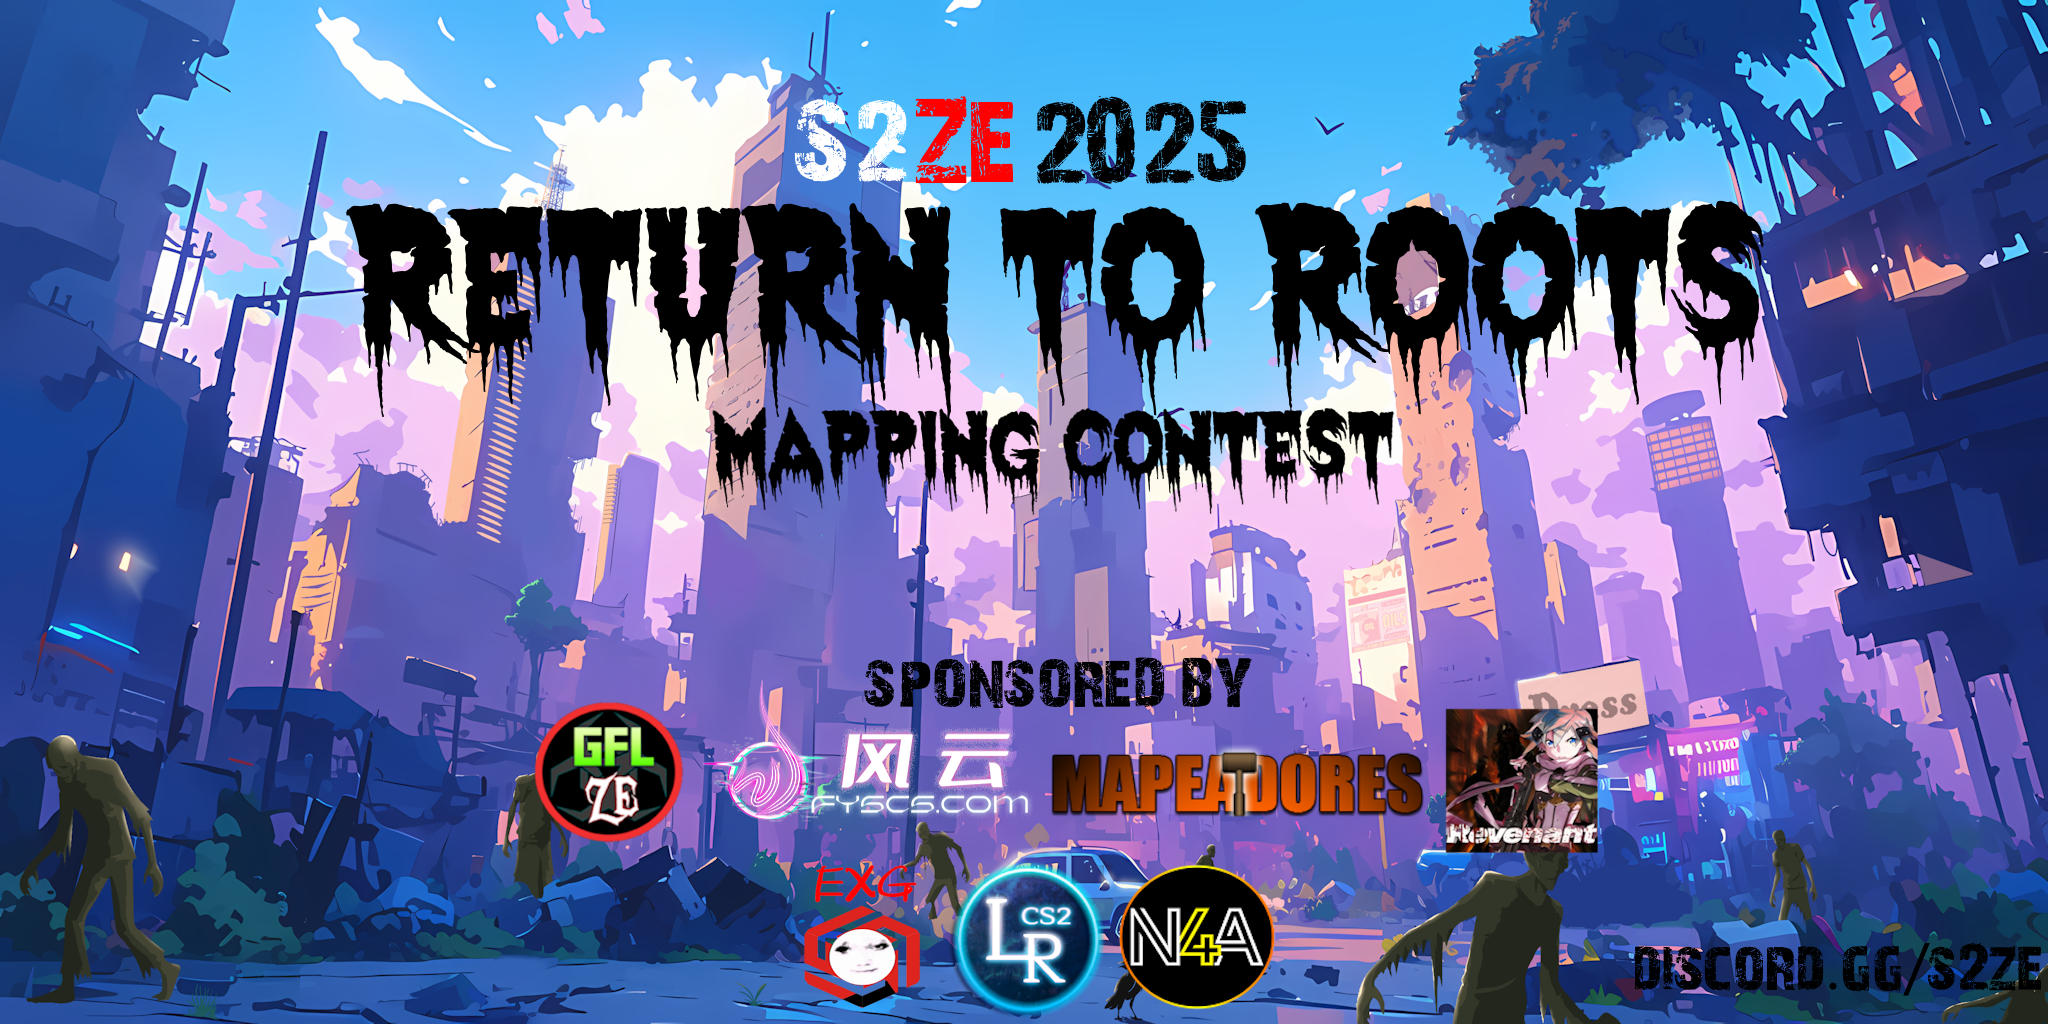 S2ZE 2025
RETURN TO ROOTS
MAPPING CONTEST
SPONSORED BY
GFL
ZE
风云
FYSCS.COM
MAPEADORES
Press
Revenant
EXG
L CS2
R
N4A
DISCORD.GG/S2ZE